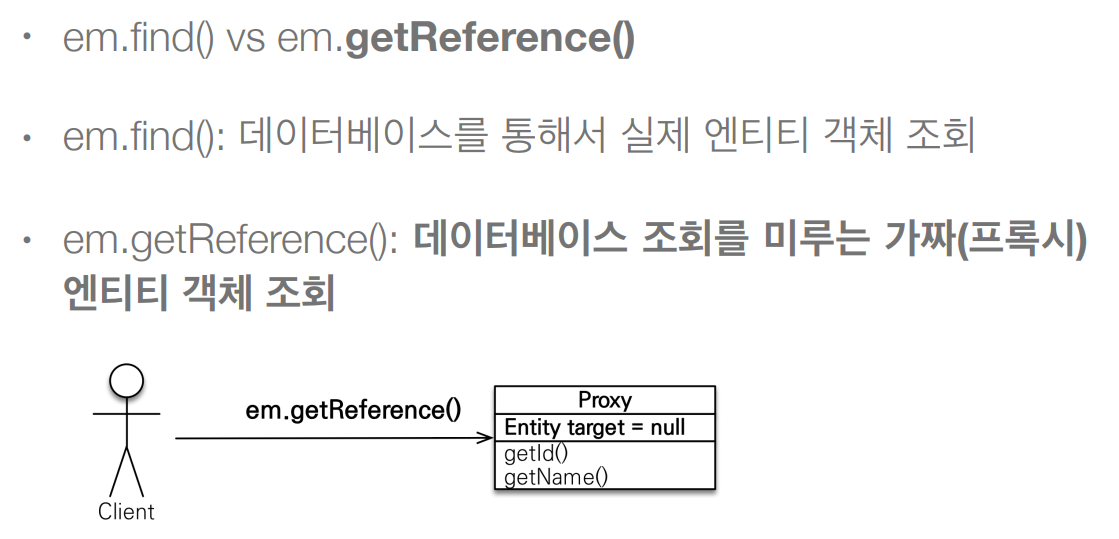 • em.find() vs em.getReference()
• em.find(): 데이터베이스를 통해서 실제 엔티티 객체 조회
• em.getReference(): 데이터베이스 조회를 미루는 가짜(프록시)
엔티티 객체 조회
em.getReference()
Proxy
Entity target = null
getId()
getName()
Client